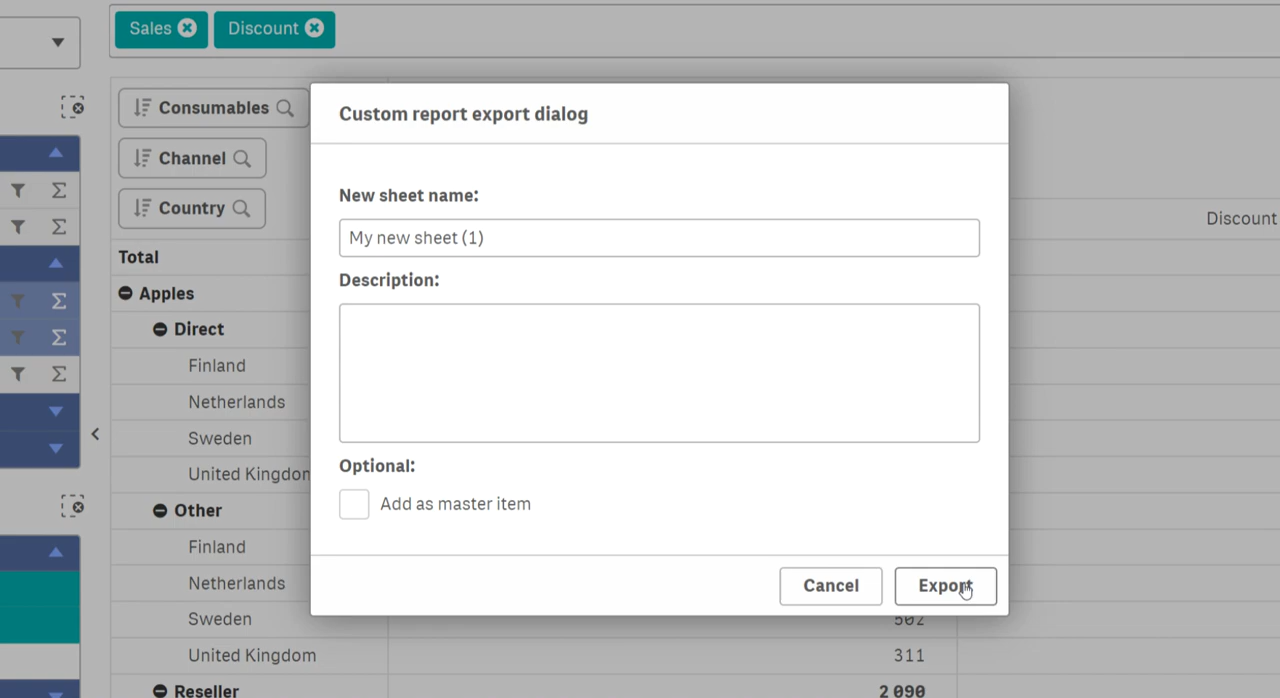 Sales Discount
Consumables
Channel
Country
Discount
Total
Apples
Direct
Finland
Netherlands
Sweden
United Kingdom
Other
Finland
Netherlands
Sweden 502
United Kingdom 311
Reseller 2 090
Custom report export dialog
New sheet name:
My new sheet (1)
Description:
Optional:
Add as master item
Cancel Export